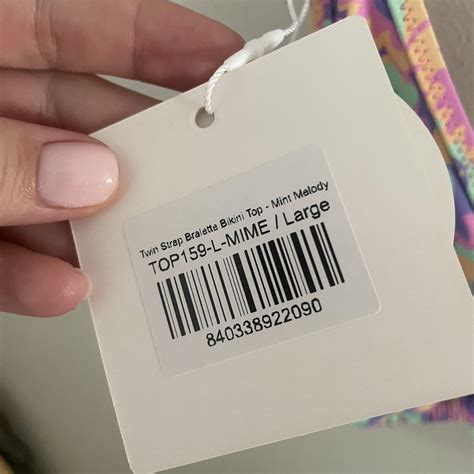 Twin Strap Bralette Bikini Top - Mint Melody
TOP159-L-MIME / Large
840338922090